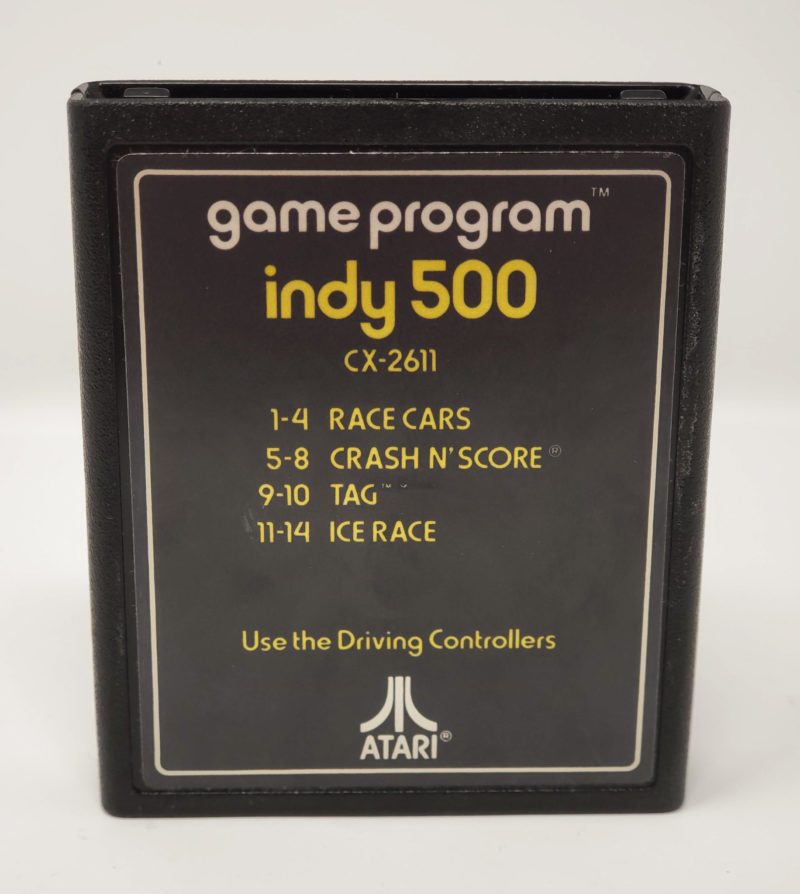 game program™
indy 500
CX-2611
1-4 RACE CARS
5-8 CRASH N' SCORE®
9-10 TAG™
11-14 ICE RACE
Use the Driving Controllers
ATARI®